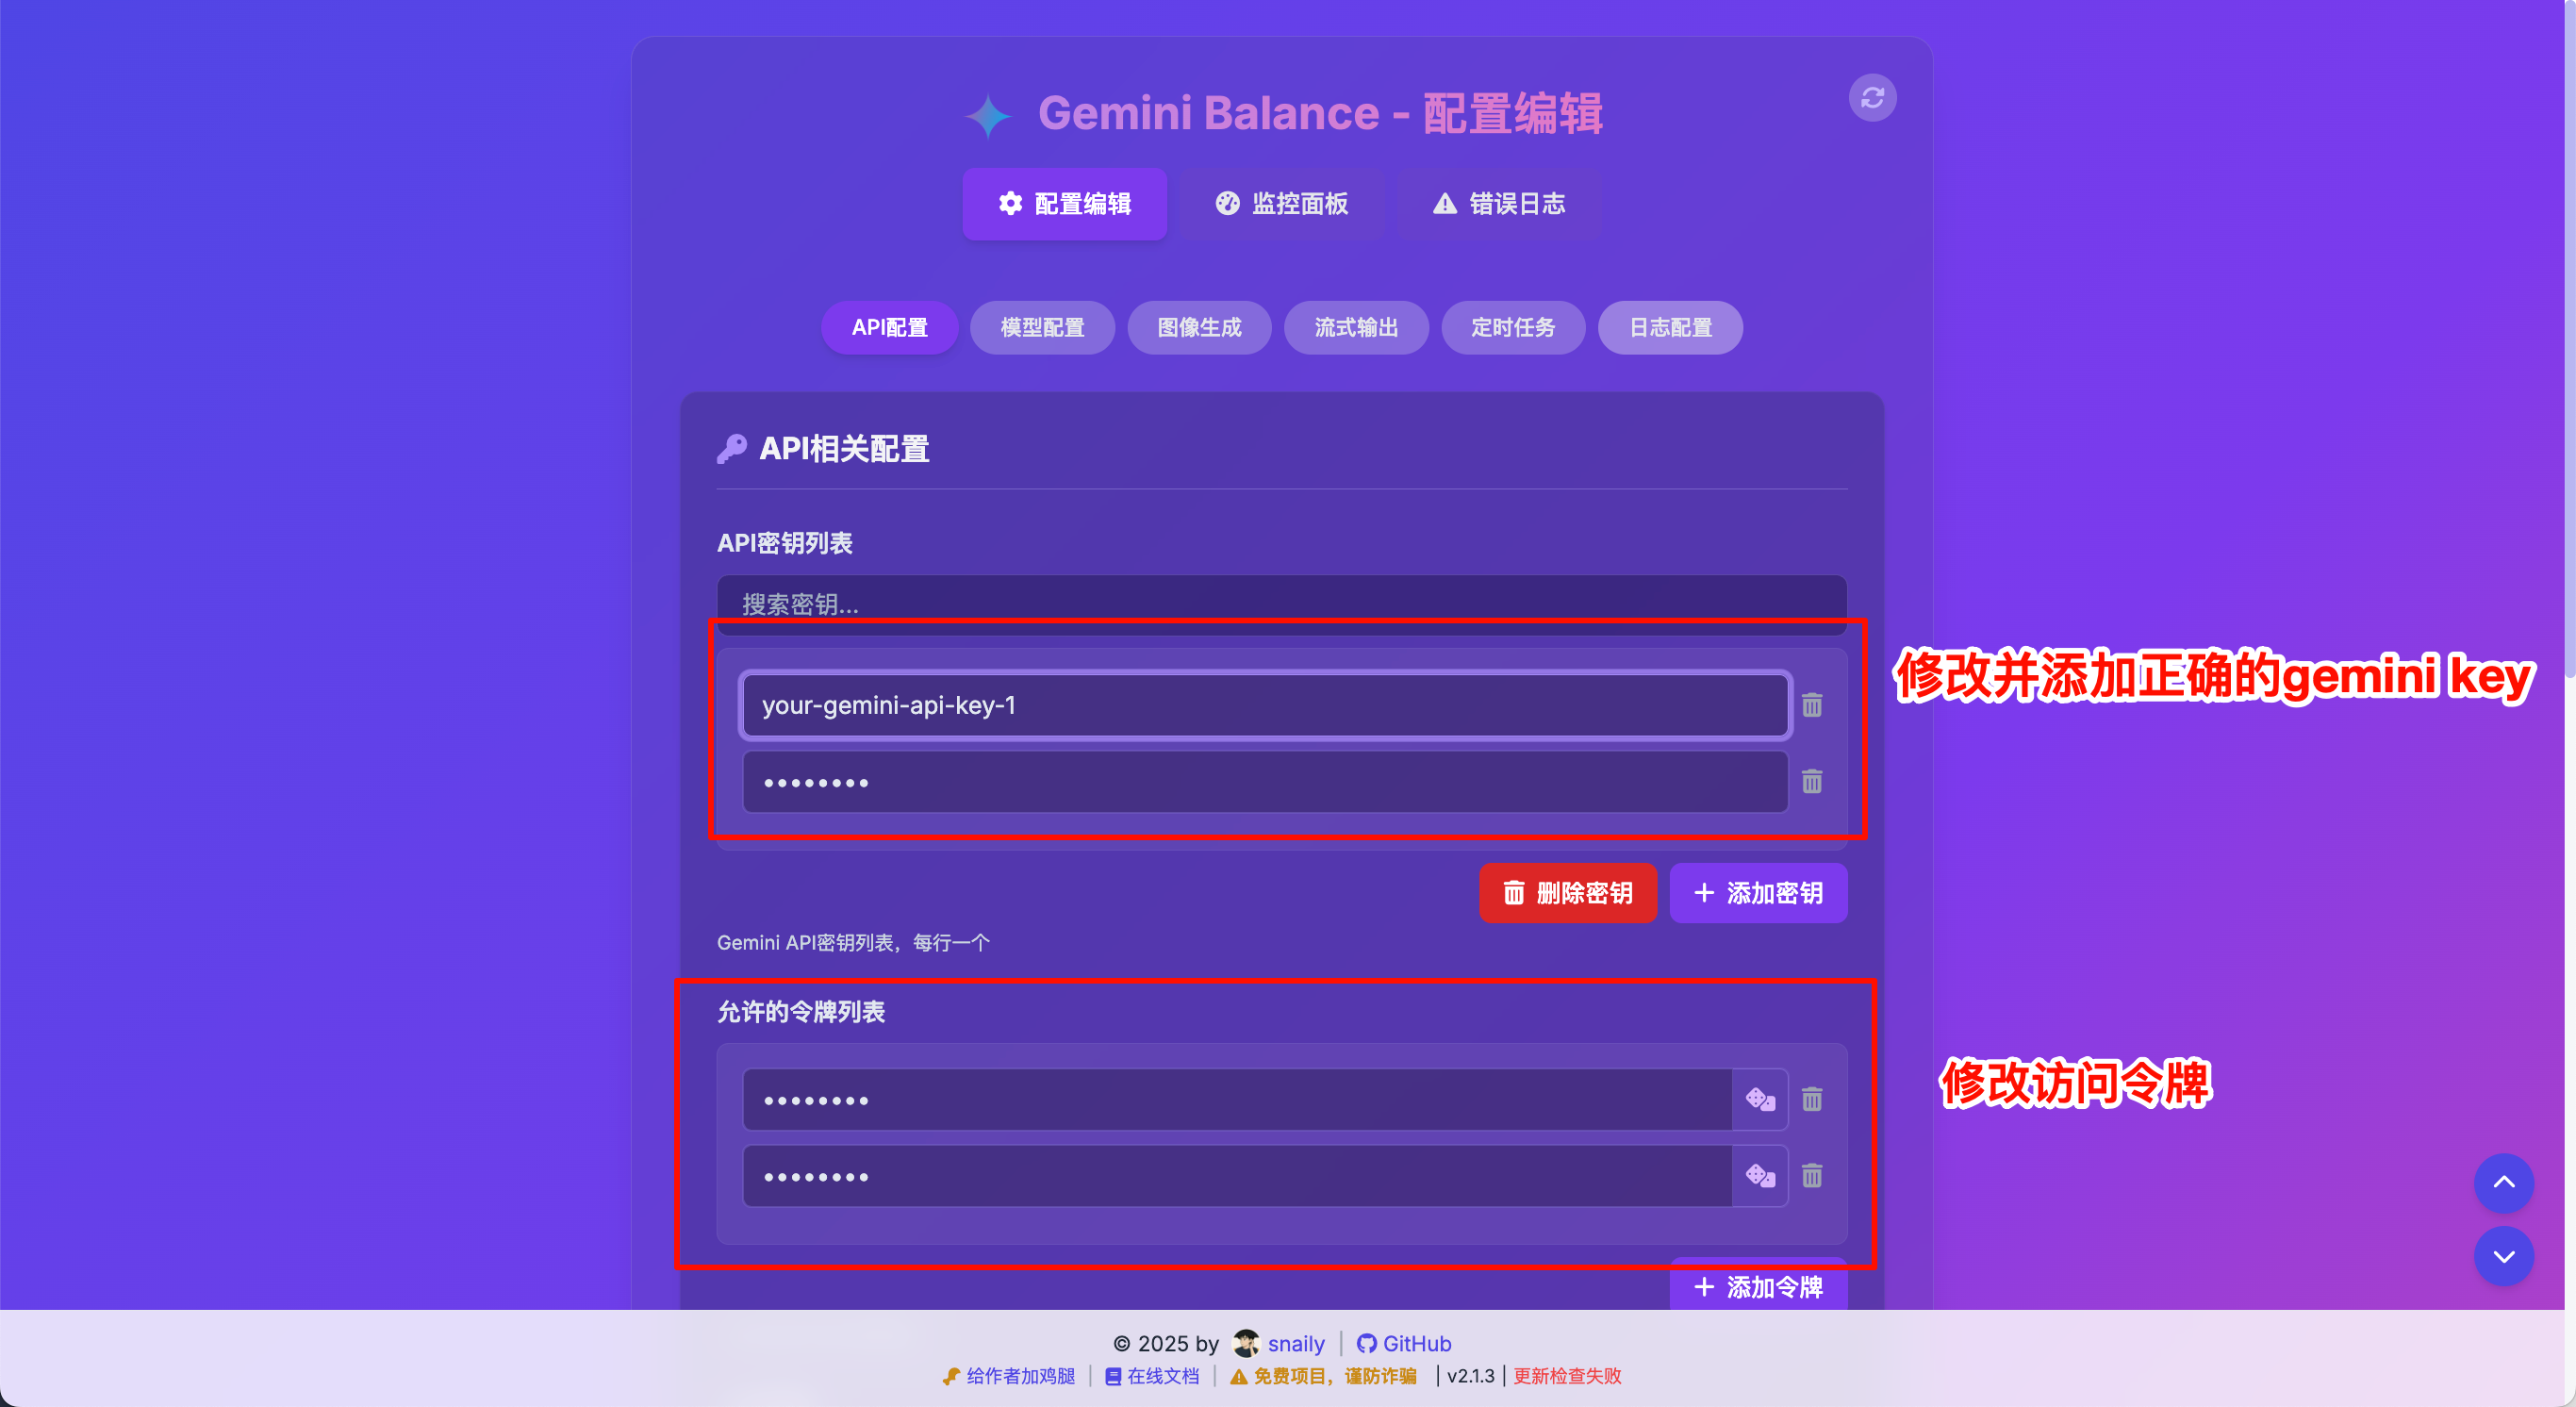 Gemini Balance - 配置编辑
配置编辑 监控面板 错误日志
API配置 模型配置 图像生成 流式输出 定时任务 日志配置
API相关配置
API密钥列表
搜索密钥...
修改并添加正确的gemini key
your-gemini-api-key-1
••••••••
删除密钥 + 添加密钥
Gemini API密钥列表，每行一个
允许的令牌列表
修改访问令牌
••••••••
••••••••
+ 添加令牌
© 2025 by snaily | GitHub
给作者加鸡腿 | 在线文档 | 免费项目，谨防诈骗 | v2.1.3 | 更新检查失败